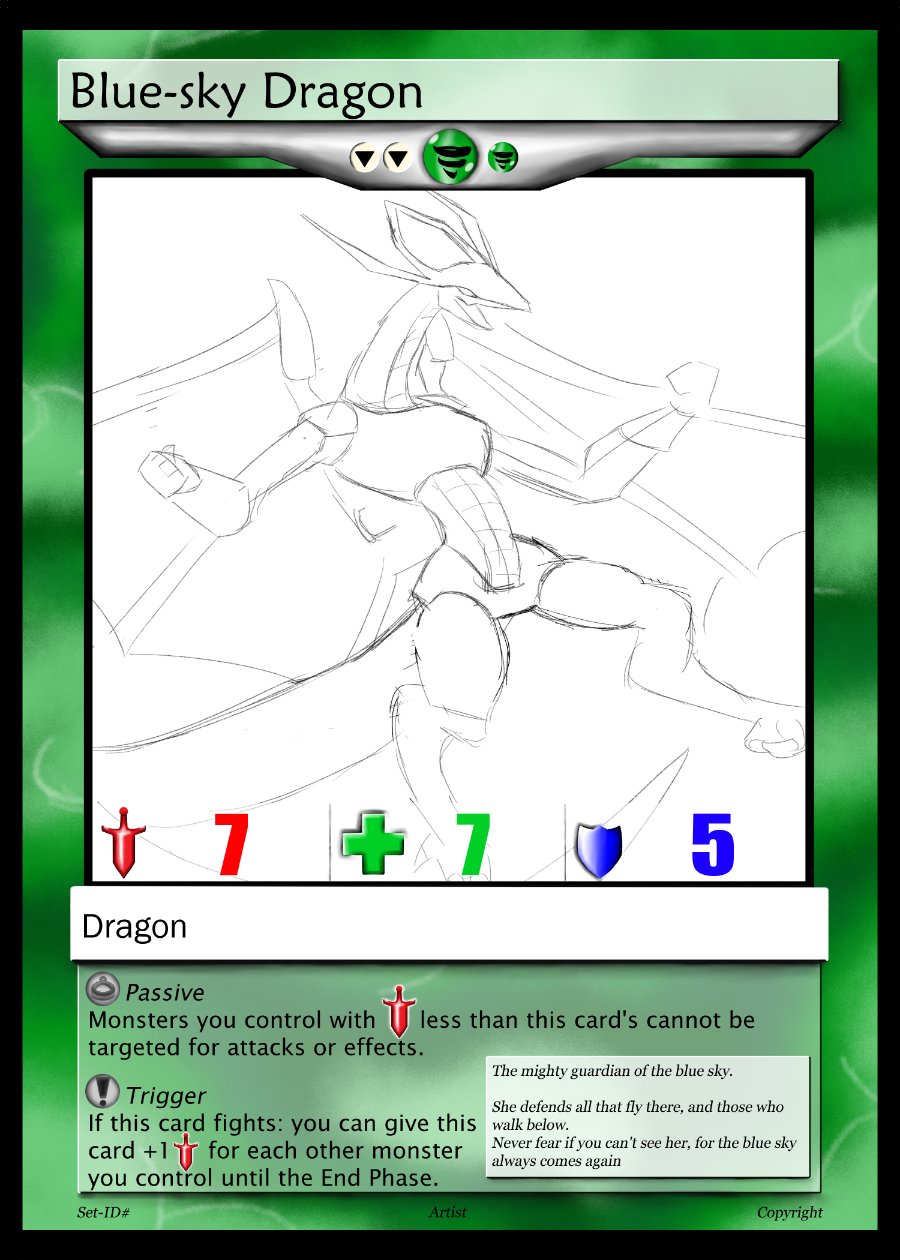 Blue-sky Dragon
7 7 5
Dragon
Passive
Monsters you control with less than this card's cannot be
targeted for attacks or effects.
Trigger
If this card fights: you can give this
card +1 for each other monster
you control until the End Phase.
The mighty guardian of the blue sky.
She defends all that fly there, and those who
walk below.
Never fear if you can't see her, for the blue sky
always comes again
Set-ID# Artist Copyright